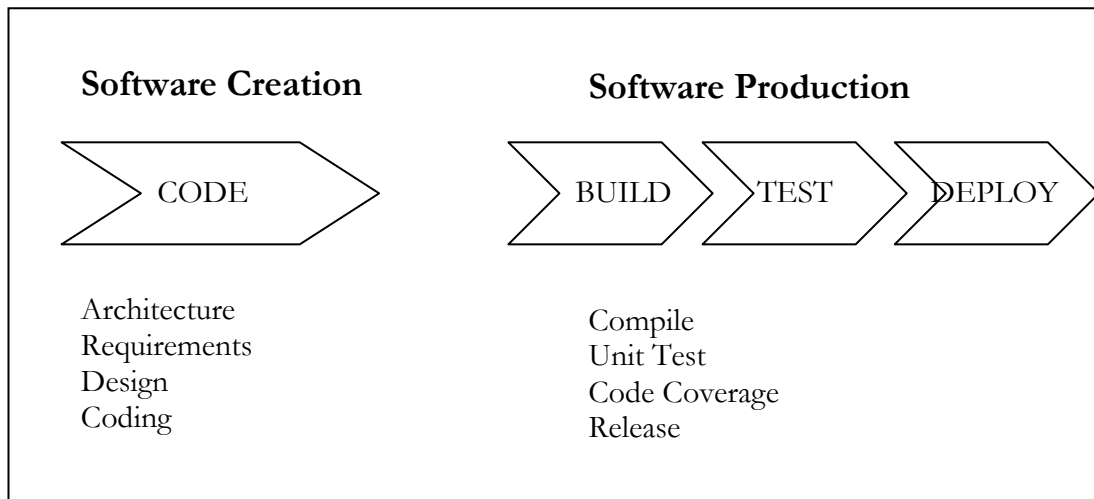 Software Creation
CODE
Architecture
Requirements
Design
Coding
Software Production
BUILD TEST DEPLOY
Compile
Unit Test
Code Coverage
Release